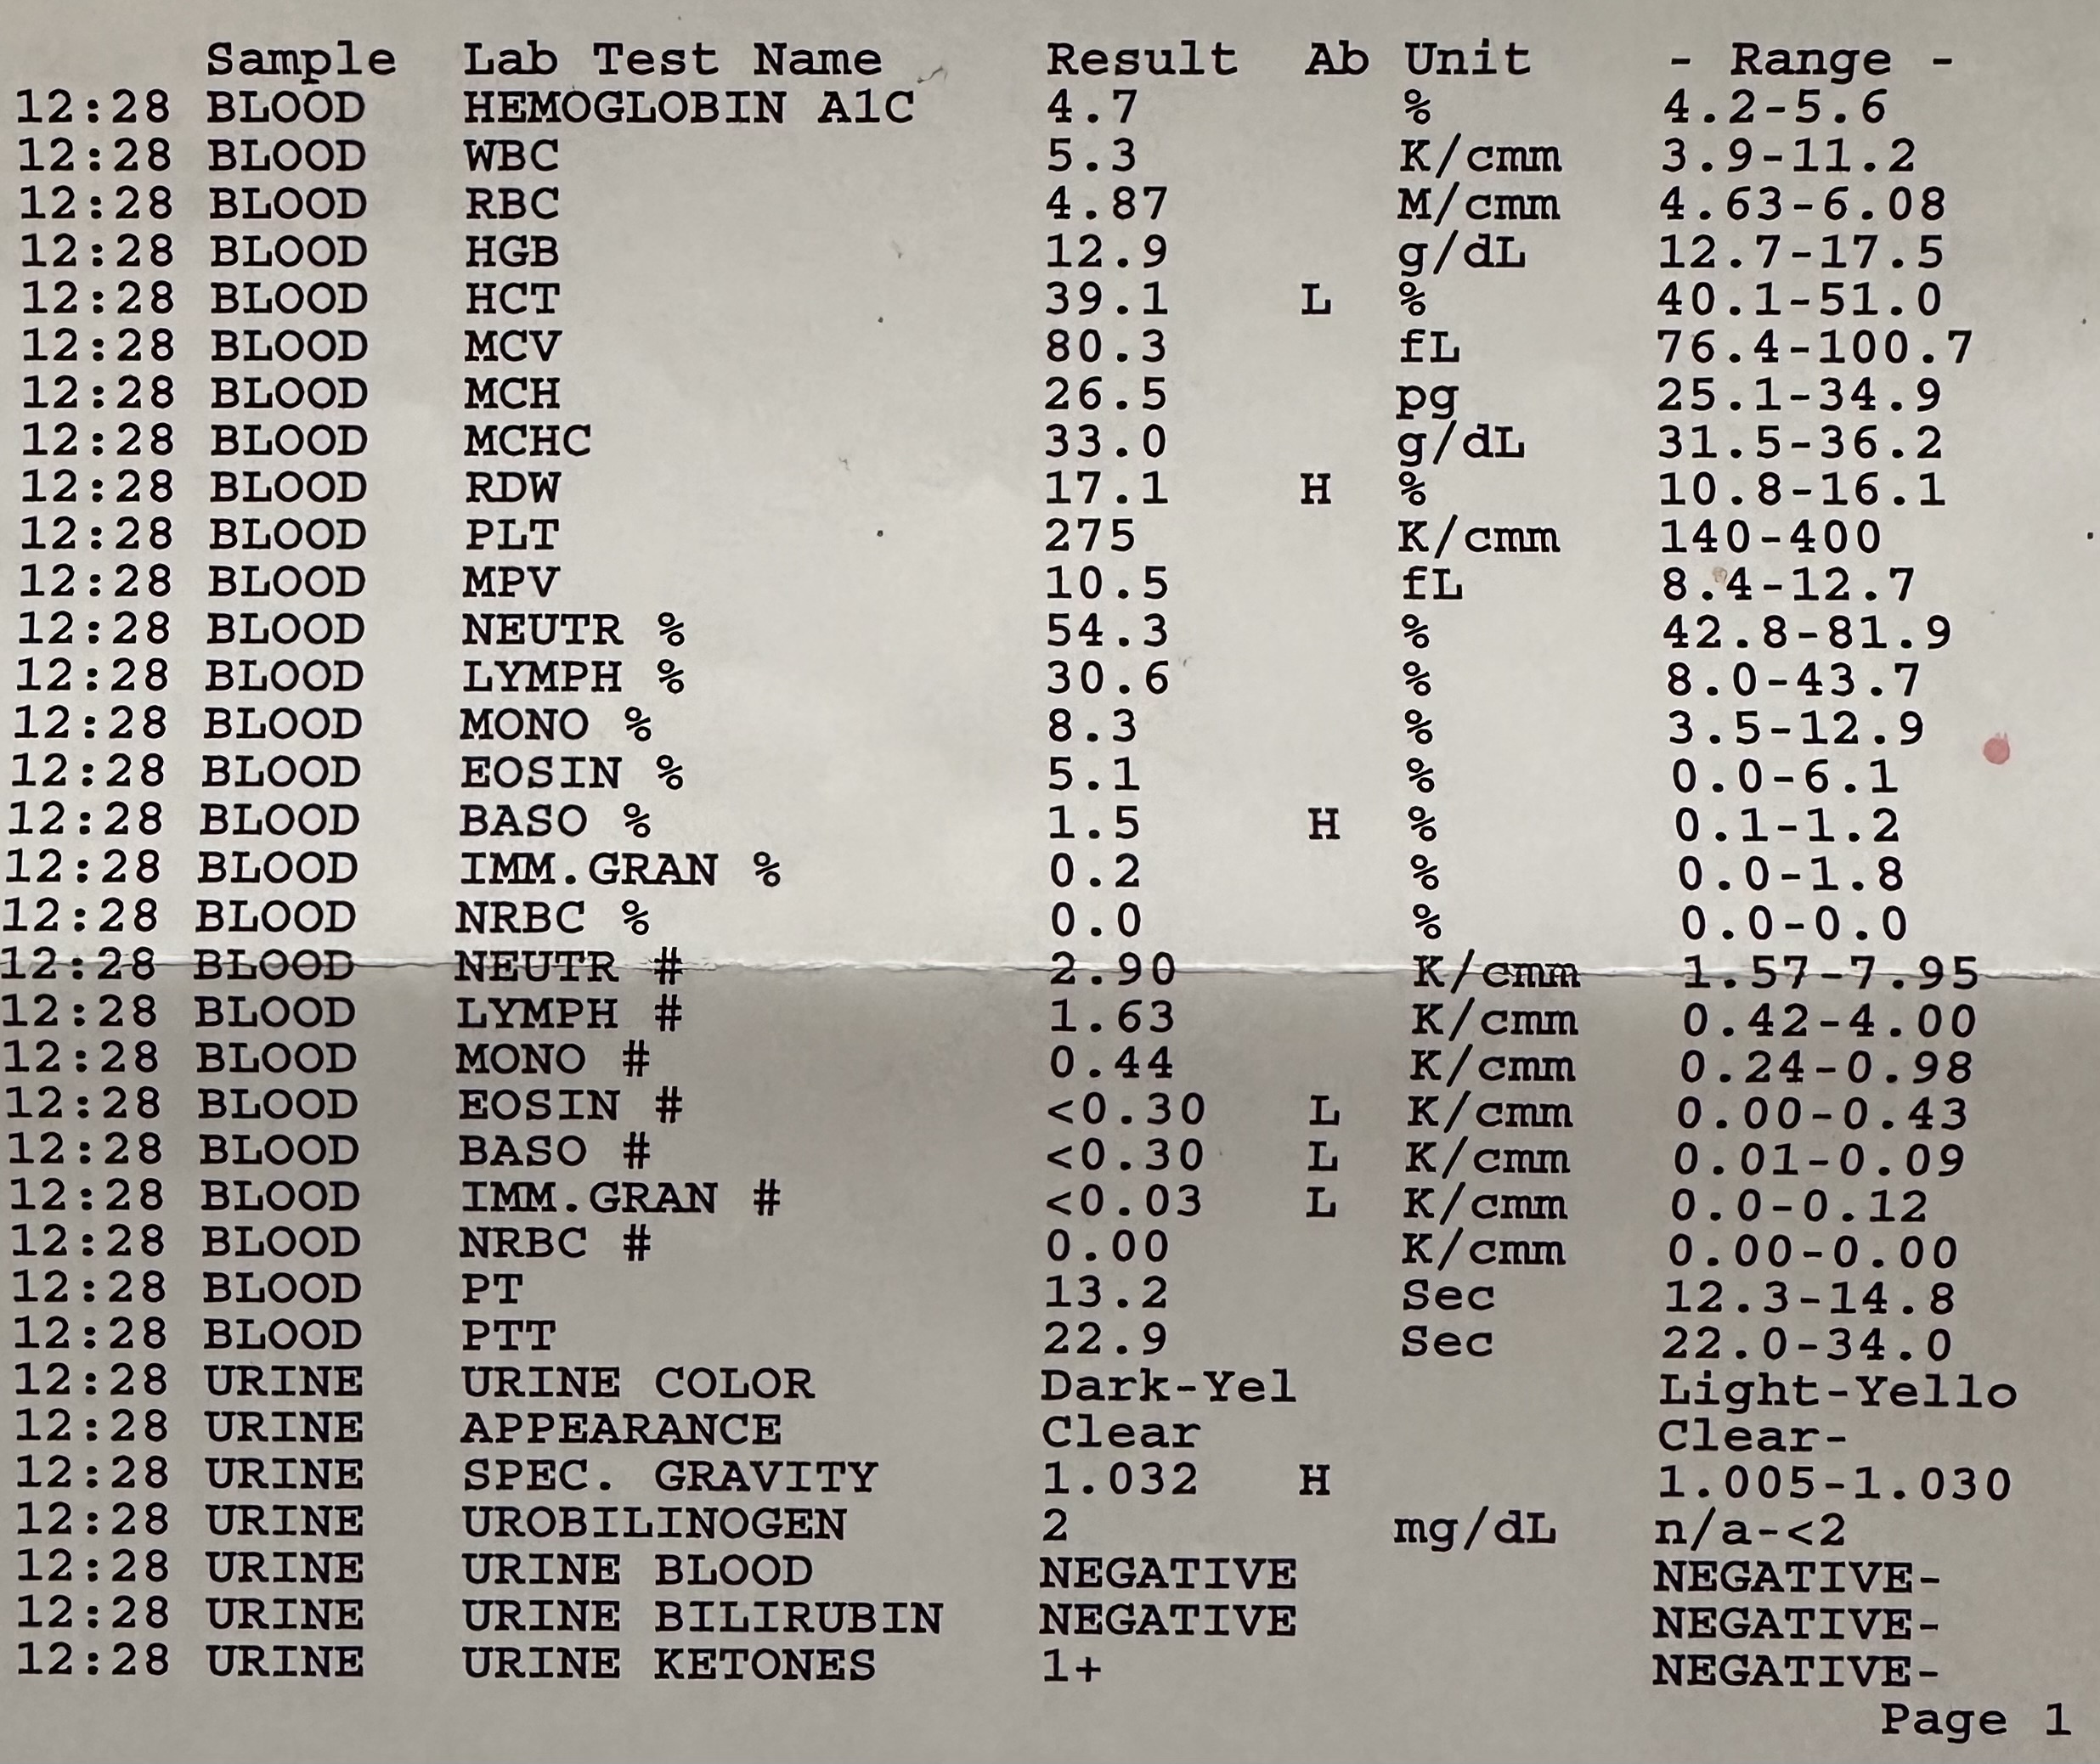 Sample Lab Test Name Result Ab Unit - Range -
12:28 BLOOD HEMOGLOBIN A1C 4.7 % 4.2-5.6
12:28 BLOOD WBC 5.3 K/cmm 3.9-11.2
12:28 BLOOD RBC 4.87 M/cmm 4.63-6.08
12:28 BLOOD HGB 12.9 g/dL 12.7-17.5
12:28 BLOOD HCT 39.1 L % 40.1-51.0
12:28 BLOOD MCV 80.3 fL 76.4-100.7
12:28 BLOOD MCH 26.5 pg 25.1-34.9
12:28 BLOOD MCHC 33.0 g/dL 31.5-36.2
12:28 BLOOD RDW 17.1 H % 10.8-16.1
12:28 BLOOD PLT 275 K/cmm 140-400
12:28 BLOOD MPV 10.5 fL 8.4-12.7
12:28 BLOOD NEUTR % 54.3 % 42.8-81.9
12:28 BLOOD LYMPH % 30.6 % 8.0-43.7
12:28 BLOOD MONO % 8.3 % 3.5-12.9
12:28 BLOOD EOSIN % 5.1 % 0.0-6.1
12:28 BLOOD BASO % 1.5 H % 0.1-1.2
12:28 BLOOD IMM.GRAN % 0.2 % 0.0-1.8
12:28 BLOOD NRBC % 0.0 % 0.0-0.0
12:28 BLOOD NEUTR # 2.90 K/cmm 1.57-7.95
12:28 BLOOD LYMPH # 1.63 K/cmm 0.42-4.00
12:28 BLOOD MONO # 0.44 K/cmm 0.24-0.98
12:28 BLOOD EOSIN # <0.30 L K/cmm 0.00-0.43
12:28 BLOOD BASO # <0.30 L K/cmm 0.01-0.09
12:28 BLOOD IMM.GRAN # <0.03 L K/cmm 0.0-0.12
12:28 BLOOD NRBC # 0.00 K/cmm 0.00-0.00
12:28 BLOOD PT 13.2 Sec 12.3-14.8
12:28 BLOOD PTT 22.9 Sec 22.0-34.0
12:28 URINE URINE COLOR Dark-Yel Light-Yello
12:28 URINE APPEARANCE Clear Clear-
12:28 URINE SPEC. GRAVITY 1.032 H 1.005-1.030
12:28 URINE UROBILINOGEN 2 mg/dL n/a-<2
12:28 URINE URINE BLOOD NEGATIVE NEGATIVE-
12:28 URINE URINE BILIRUBIN NEGATIVE NEGATIVE-
12:28 URINE URINE KETONES 1+ NEGATIVE-
Page 1